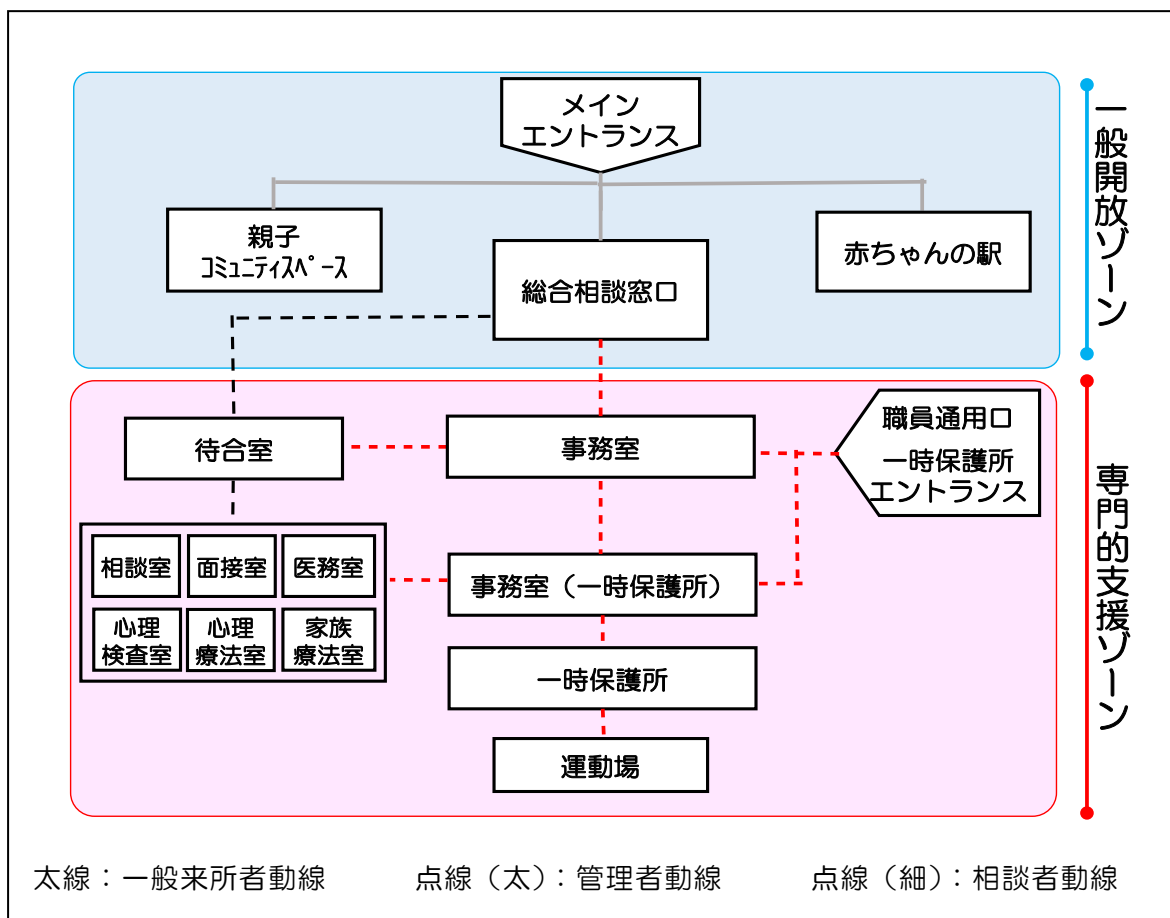 メイン
エントランス
親子
コミュニティスペース
総合相談窓口
赤ちゃんの駅
一般開放ゾーン
待合室
事務室
職員通用口
一時保護所
エントランス
相談室
面接室
医務室
心理
検査室
心理
療法室
家族
療法室
事務室（一時保護所）
一時保護所
運動場
専門的支援ゾーン
太線：一般来所者動線
点線（太）：管理者動線
点線（細）：相談者動線